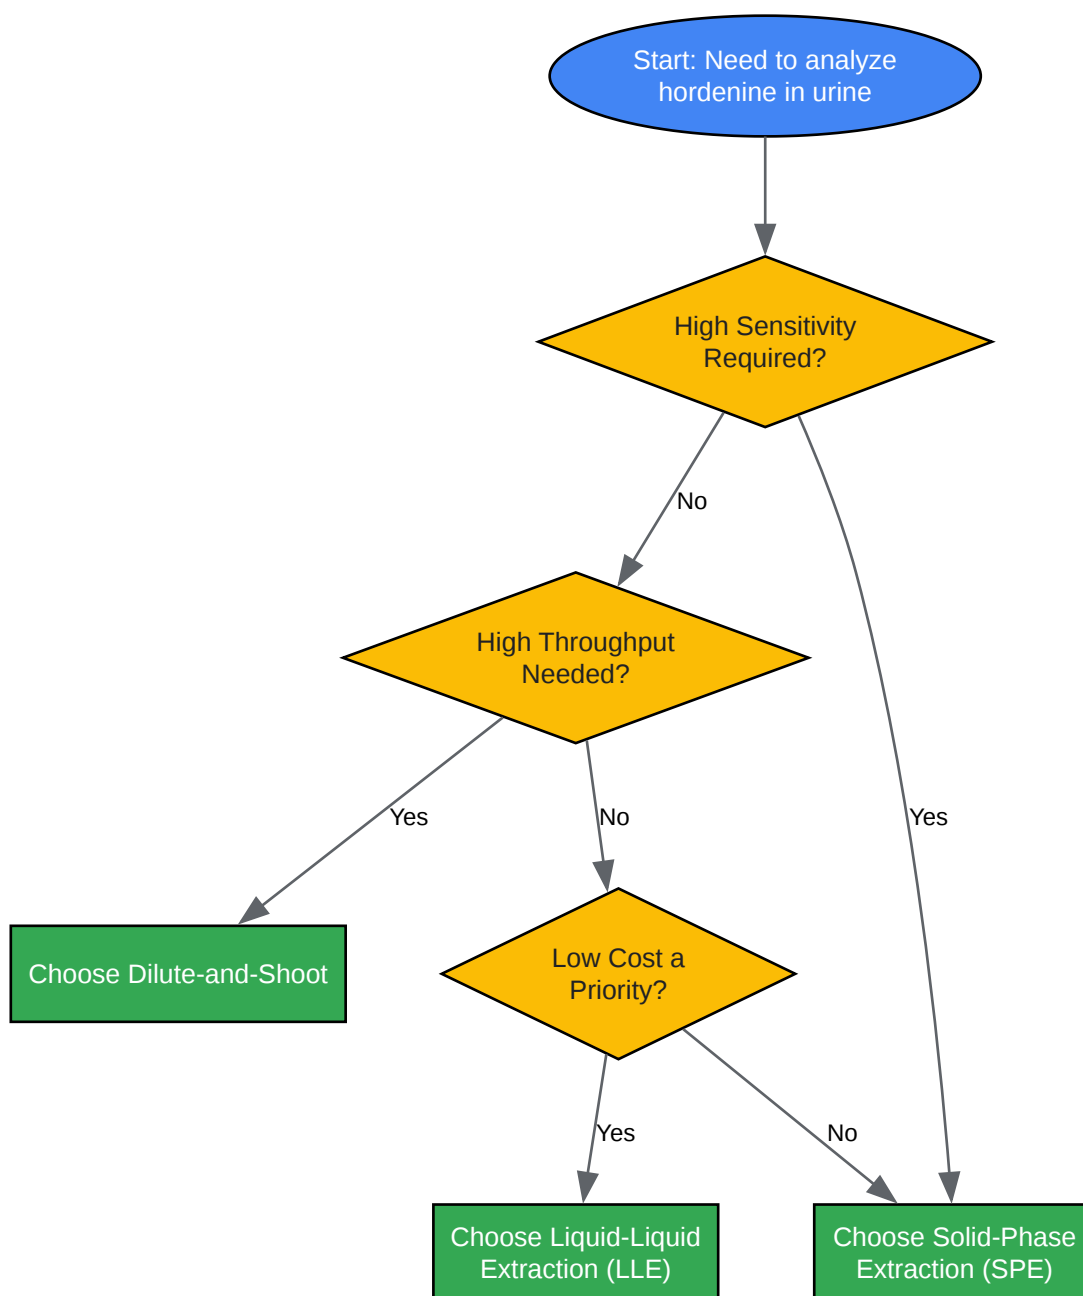 Start: Need to analyze
hordenine in urine
High Sensitivity
Required?
No
High Throughput
Needed?
Yes
No
Yes
Choose Dilute-and-Shoot
Low Cost a
Priority?
Yes
No
Choose Liquid-Liquid
Extraction (LLE)
Choose Solid-Phase
Extraction (SPE)